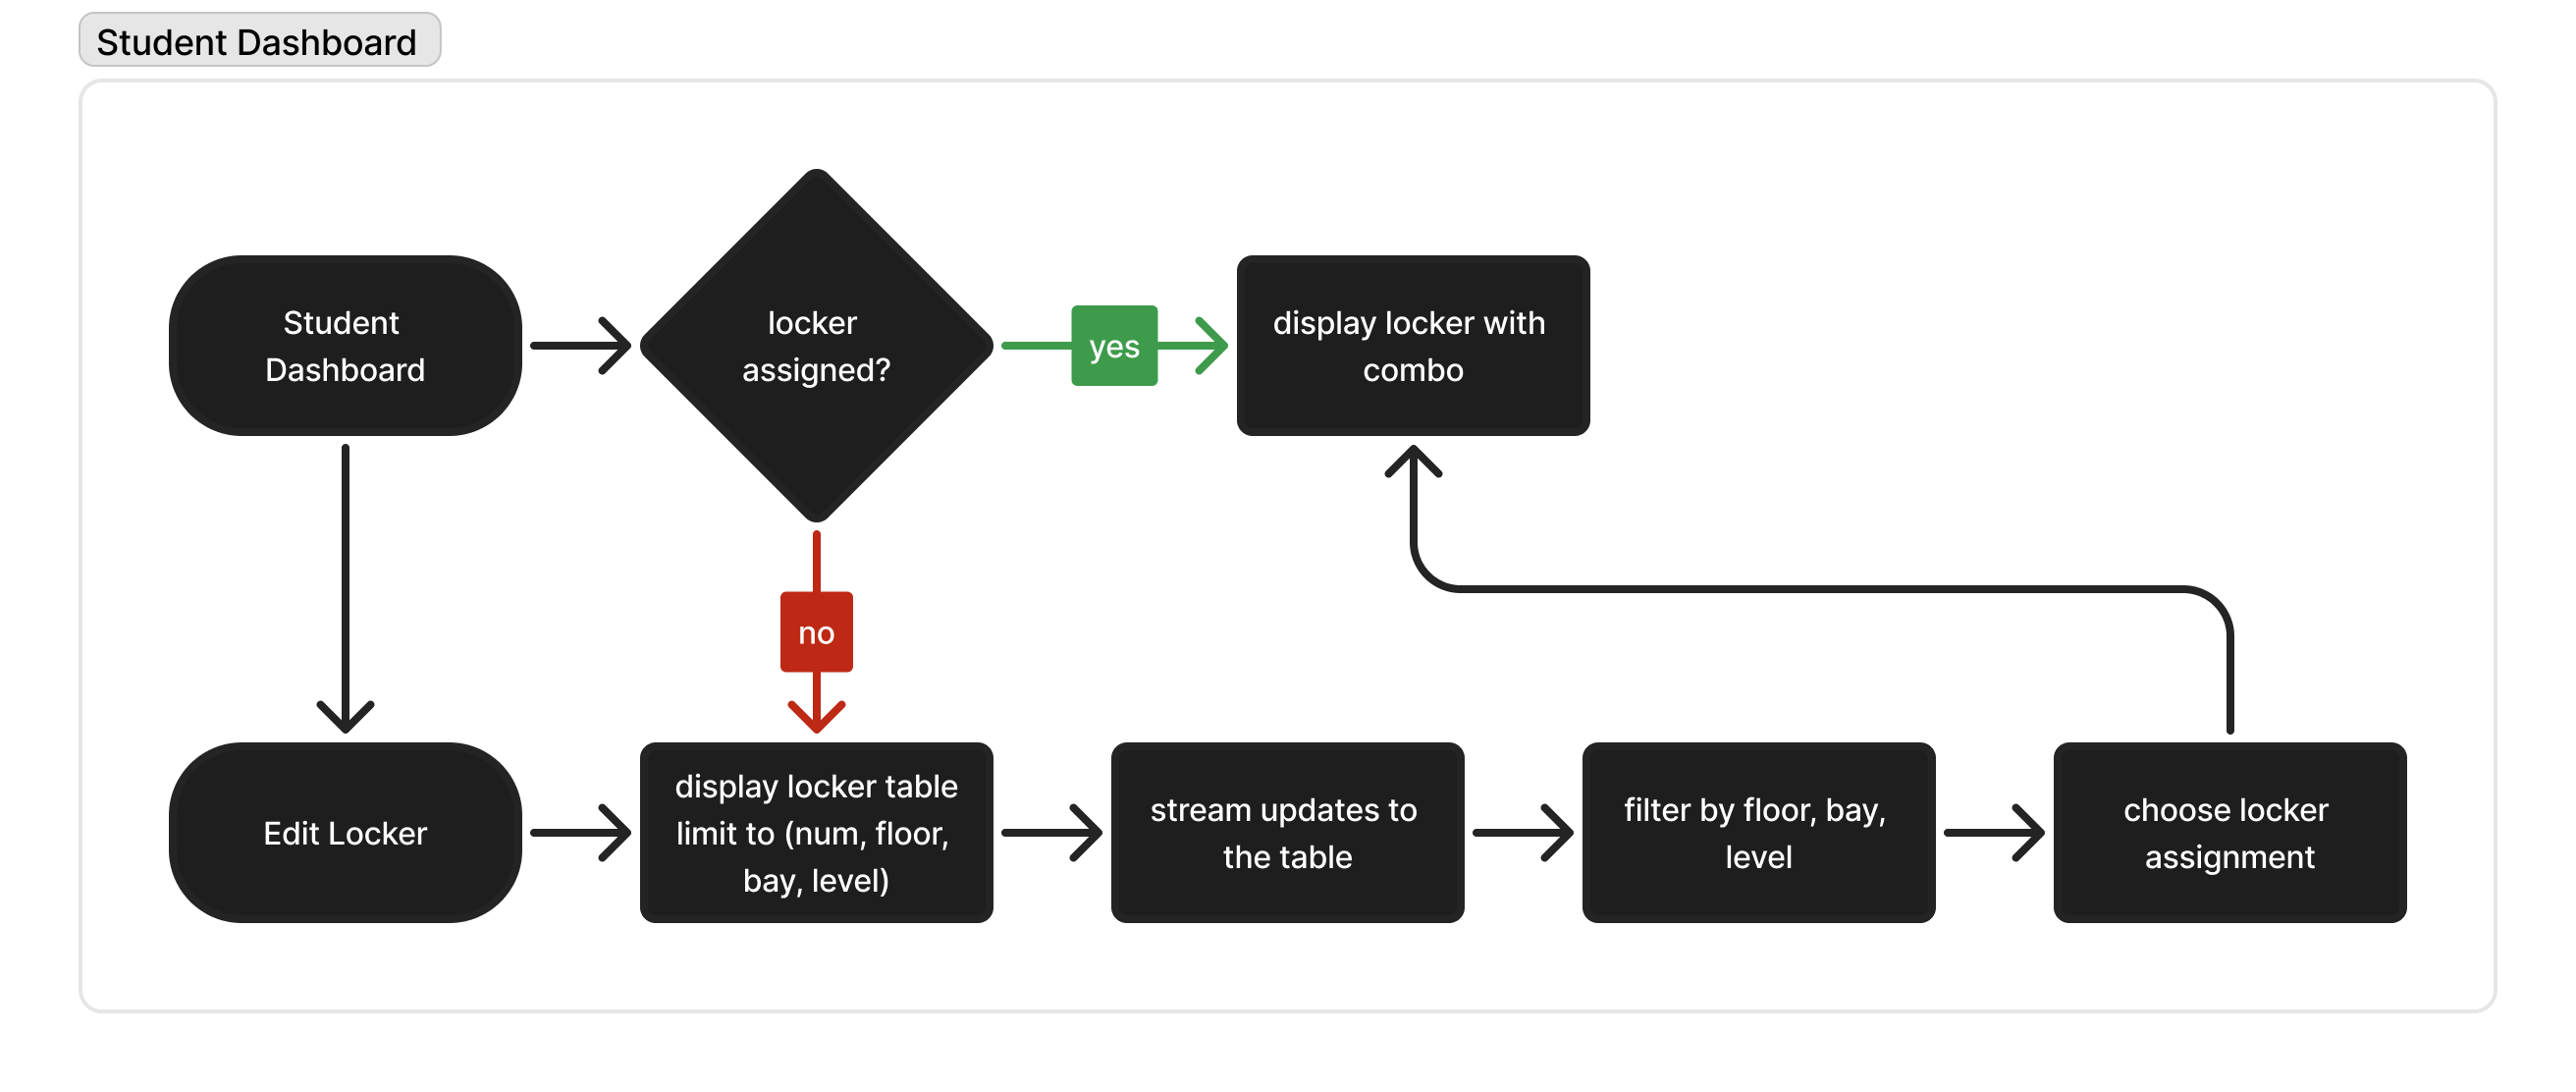 Student Dashboard
Student
Dashboard
locker
assigned?
yes
display locker with
combo
no
Edit Locker
display locker table
limit to (num, floor,
bay, level)
stream updates to
the table
filter by floor, bay,
level
choose locker
assignment